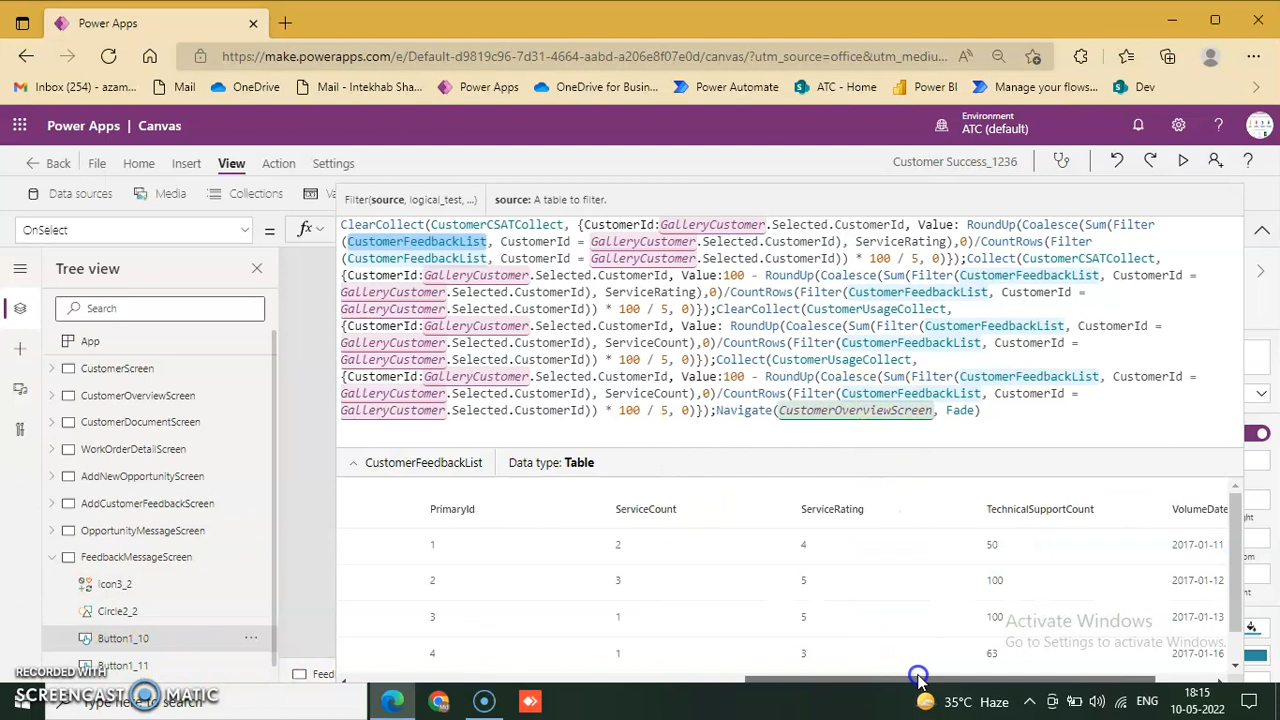 Power Apps
https://make.powerapps.com/e/Default-d9819c96-7d31-4664-aabd-a206e8f07e0d/canvas/?utm_source=office&utm_mediu...
Inbox (254) – azam...
Mail
OneDrive
Mail - Intekhab Sha...
Power Apps
OneDrive for Busin...
Power Automate
ATC - Home
Power BI
Manage your flows...
Dev
Power Apps | Canvas
Environment
ATC (default)
Back
File
Home
Insert
View
Action
Settings
Customer Success_1236
Data sources
Media
Collections
OnSelect
=
fx
Filter(source, logical_test, ...)
source: A table to filter.
ClearCollect(CustomerCSATCollect, {CustomerId:GalleryCustomer.Selected.CustomerId, Value: RoundUp(Coalesce(Sum(Filter
(CustomerFeedbackList, CustomerId = GalleryCustomer.Selected.CustomerId), ServiceRating),0)/CountRows(Filter
(CustomerFeedbackList, CustomerId = GalleryCustomer.Selected.CustomerId)) * 100 / 5, 0)});Collect(CustomerCSATCollect,
{CustomerId:GalleryCustomer.Selected.CustomerId, Value:100 - RoundUp(Coalesce(Sum(Filter(CustomerFeedbackList, CustomerId =
GalleryCustomer.Selected.CustomerId), ServiceRating),0)/CountRows(Filter(CustomerFeedbackList, CustomerId =
GalleryCustomer.Selected.CustomerId)) * 100 / 5, 0)});ClearCollect(CustomerUsageCollect,
{CustomerId:GalleryCustomer.Selected.CustomerId, Value: RoundUp(Coalesce(Sum(Filter(CustomerFeedbackList, CustomerId =
GalleryCustomer.Selected.CustomerId), ServiceCount),0)/CountRows(Filter(CustomerFeedbackList, CustomerId =
GalleryCustomer.Selected.CustomerId)) * 100 / 5, 0)});Collect(CustomerUsageCollect,
{CustomerId:GalleryCustomer.Selected.CustomerId, Value:100 - RoundUp(Coalesce(Sum(Filter(CustomerFeedbackList, CustomerId =
GalleryCustomer.Selected.CustomerId), ServiceCount),0)/CountRows(Filter(CustomerFeedbackList, CustomerId =
GalleryCustomer.Selected.CustomerId)) * 100 / 5, 0)});Navigate(CustomerOverviewScreen, Fade)
Tree view
Search
App
CustomerScreen
CustomerOverviewScreen
CustomerDocumentScreen
WorkOrderDetailScreen
AddNewOpportunityScreen
AddCustomerFeedbackScreen
OpportunityMessageScreen
FeedbackMessageScreen
Icon3_2
Circle2_2
Button1_10
Button1_11
CustomerFeedbackList
Data type: Table
PrimaryId ServiceCount ServiceRating TechnicalSupportCount VolumeDate
1 2 4 50 2017-01-11
2 3 5 100 2017-01-12
3 1 5 100 2017-01-13
4 1 3 63 2017-01-16
Activate Windows
Go to Settings to activate Windows.
Feed
RECORDED WITH
SCREENCAST MATIC
Type here to search
35°C Haze
ENG
18:15
10-05-2022